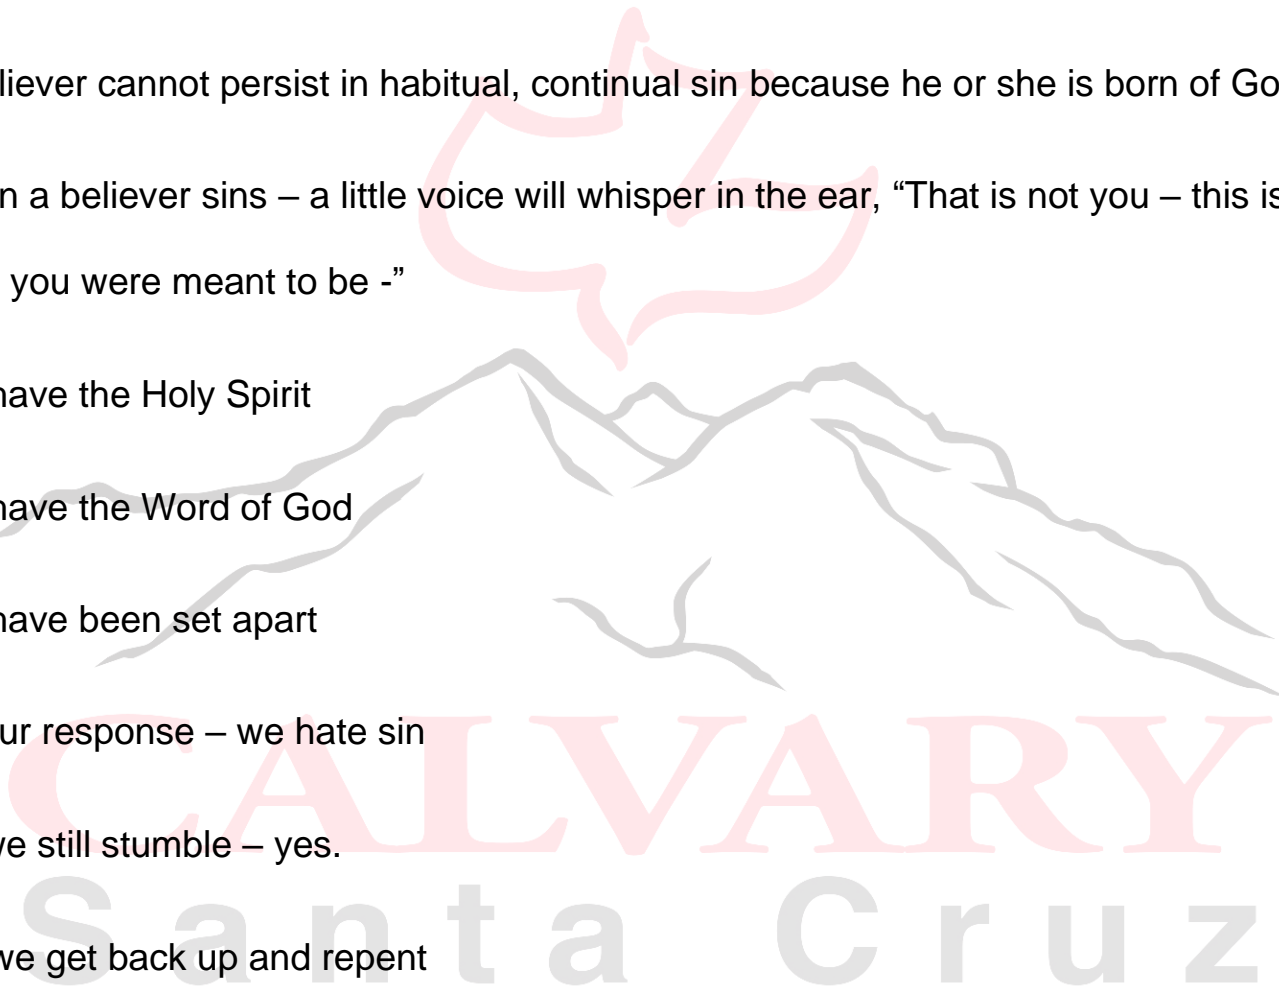 liever cannot persist in habitual, continual sin because he or she is born of Go
n a believer sins – a little voice will whisper in the ear, “That is not you – this is
you were meant to be -”
have the Holy Spirit
have the Word of God
have been set apart
ur response – we hate sin
we still stumble – yes.
we get back up and repent
CALVARY
Santa Cruz